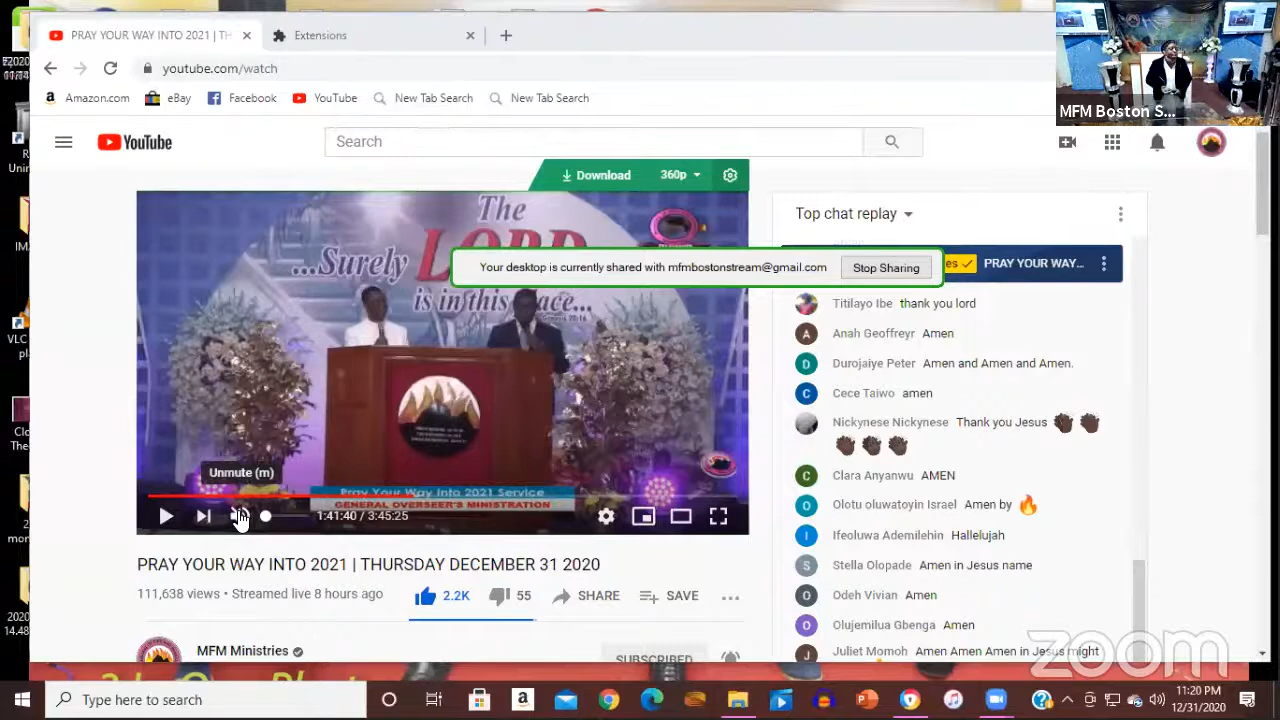 PRAY YOUR WAY INTO 2021 | TH
Extensions
youtube.com/watch
Amazon.com
eBay
Facebook
YouTube
New Tab Search
New Tab Search
MFM Boston S...
YouTube
Search
Download
360p
The
LORD
...Surely
is in this place...
Your desktop is currently shared with mfmbostonstream@gmail.com
Stop Sharing
Top chat replay
PRAY YOUR WAY...
Titilayo Ibe thank you lord
A Anah Geoffreyr Amen
D Durojaiye Peter Amen and Amen and Amen.
C Cece Taiwo amen
Nickynese Nickynese Thank you Jesus 👏🏿 👏🏿
👏🏿 👏🏿 👏🏿
C Clara Anyanwu AMEN
O Olotu oluwatoyin Israel Amen by 🔥
I Ifeoluwa Ademilehin Hallelujah
S Stella Olopade Amen in Jesus name
O Odeh Vivian Amen
O Olujemilua Gbenga Amen
J Juliet Momoh Amen Amen Amen in Jesus might
Unmute (m)
Pray Your Way Into 2021 Service
GENERAL OVERSEER'S MINISTRATION
1:41:40 / 3:45:25
PRAY YOUR WAY INTO 2021 | THURSDAY DECEMBER 31 2020
111,638 views • Streamed live 8 hours ago
2.2K
55
SHARE
SAVE
MFM Ministries
SUBSCRIBED
zoom
Type here to search
11:20 PM
12/31/2020